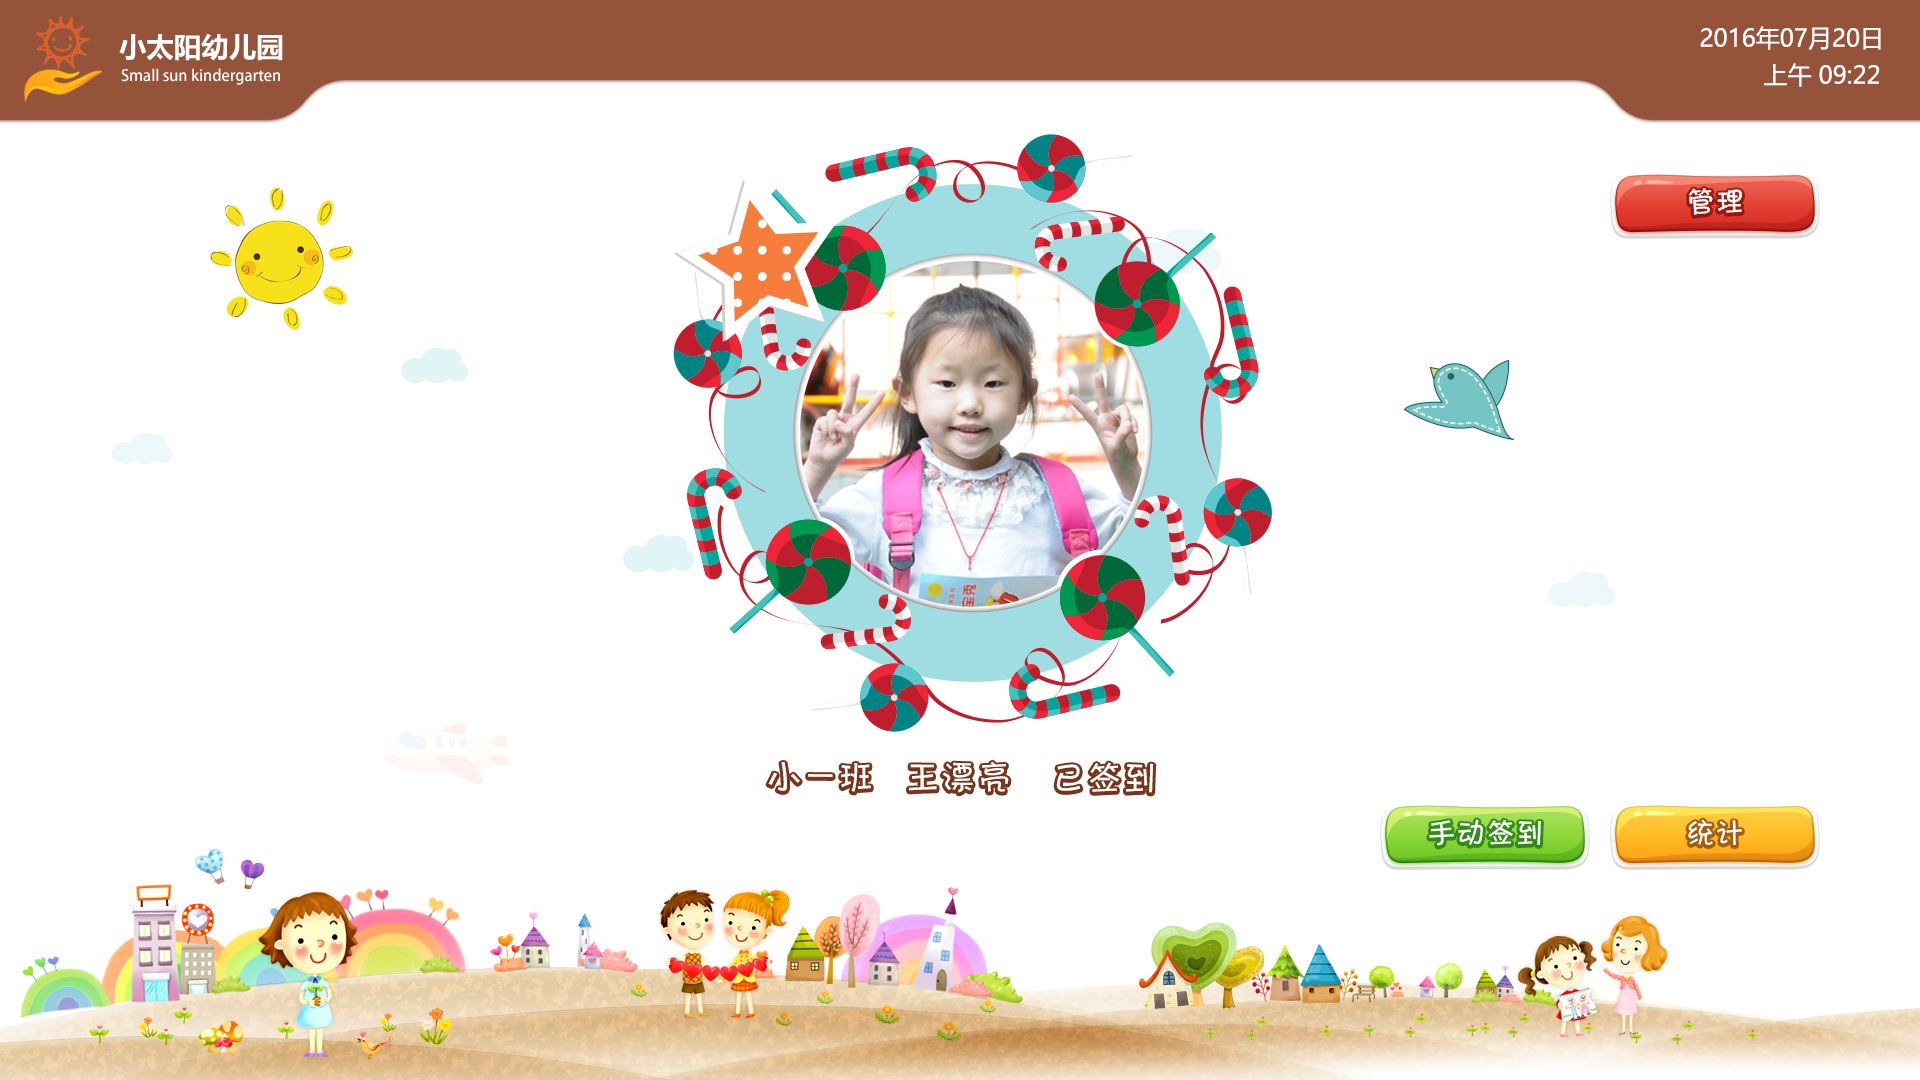 小太阳幼儿园
Small sun kindergarten
2016年07月20日
上午 09:22
管理
小一班 王漂亮 已签到
手动签到
统计